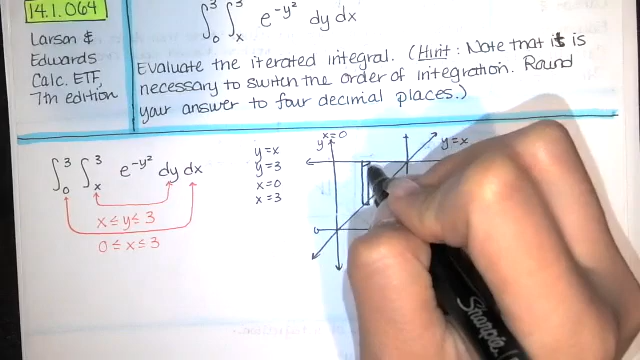 14.1.064
Larson &
Edwards
Calc. ETF,
7th edition
∫₀³ ∫ₓ³ e^(-y²) dy dx
Evaluate the iterated integral. (Hint: Note that it is
necessary to switch the order of integration. Round
your answer to four decimal places.)
∫₀³ ∫ₓ³ e^(-y²) dy dx
x ≤ y ≤ 3
0 ≤ x ≤ 3
y = x
y = 3
x = 0
x = 3
x=0
y
y=x
Sharpie